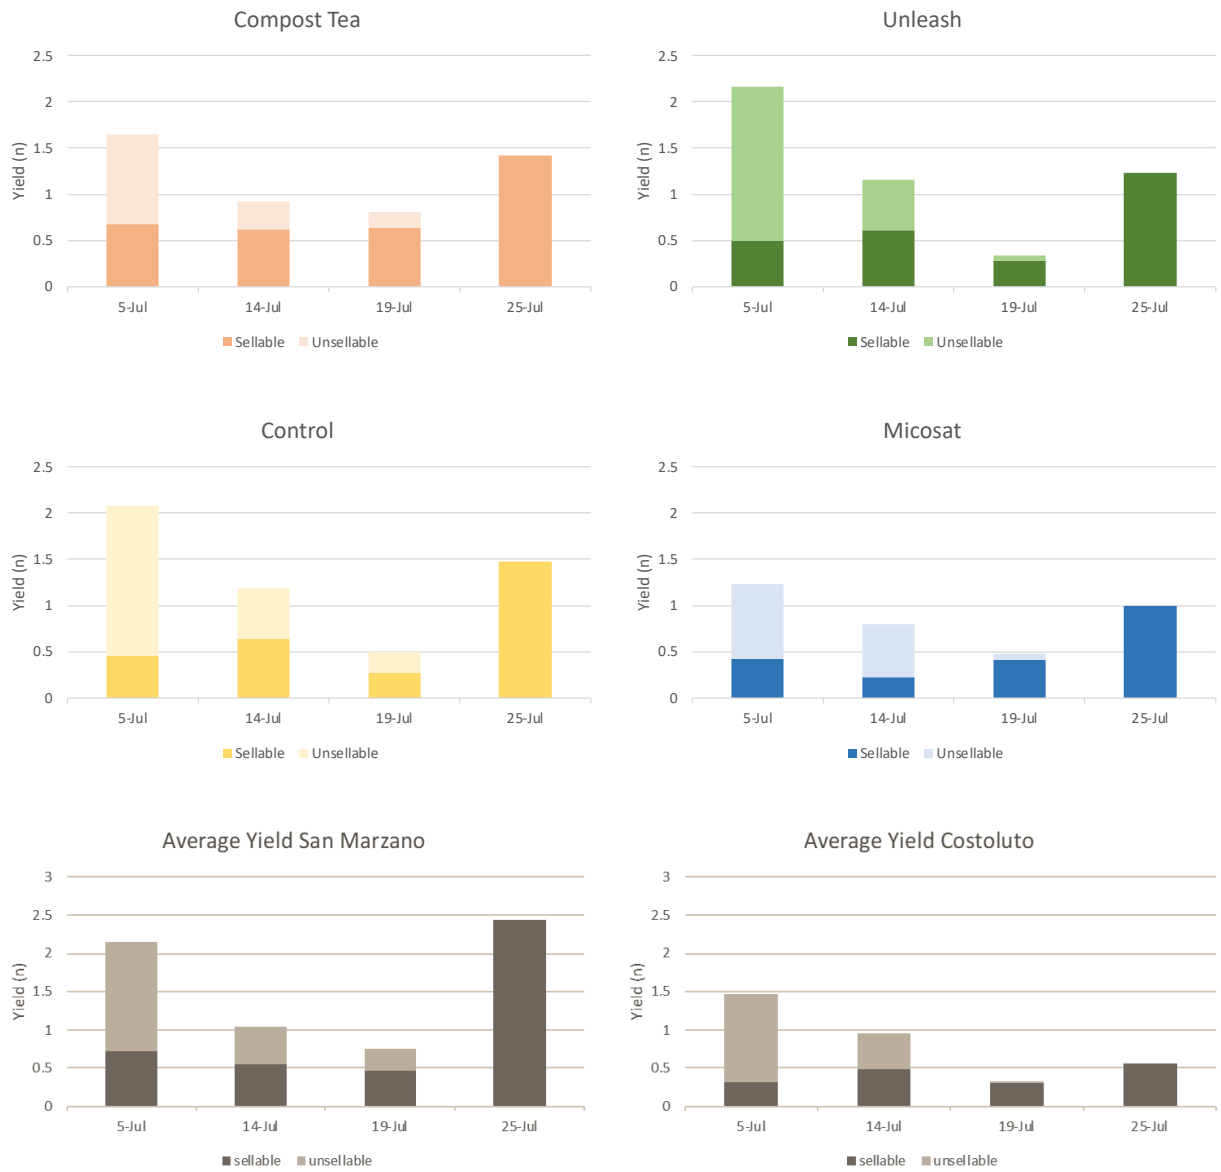 Compost Tea
2.5
2
1.5
1
0.5
0
Yield (n)
5-Jul 14-Jul 19-Jul 25-Jul
Sellable Unsellable
Unleash
2.5
2
1.5
1
0.5
0
Yield (n)
5-Jul 14-Jul 19-Jul 25-Jul
Sellable Unsellable
Control
2.5
2
1.5
1
0.5
0
Yield (n)
5-Jul 14-Jul 19-Jul 25-Jul
Sellable Unsellable
Micosat
2.5
2
1.5
1
0.5
0
Yield (n)
5-Jul 14-Jul 19-Jul 25-Jul
Sellable Unsellable
Average Yield San Marzano
3
2.5
2
1.5
1
0.5
0
Yield (n)
5-Jul 14-Jul 19-Jul 25-Jul
sellable unsellable
Average Yield Costoluto
3
2.5
2
1.5
1
0.5
0
Yield (n)
5-Jul 14-Jul 19-Jul 25-Jul
sellable unsellable